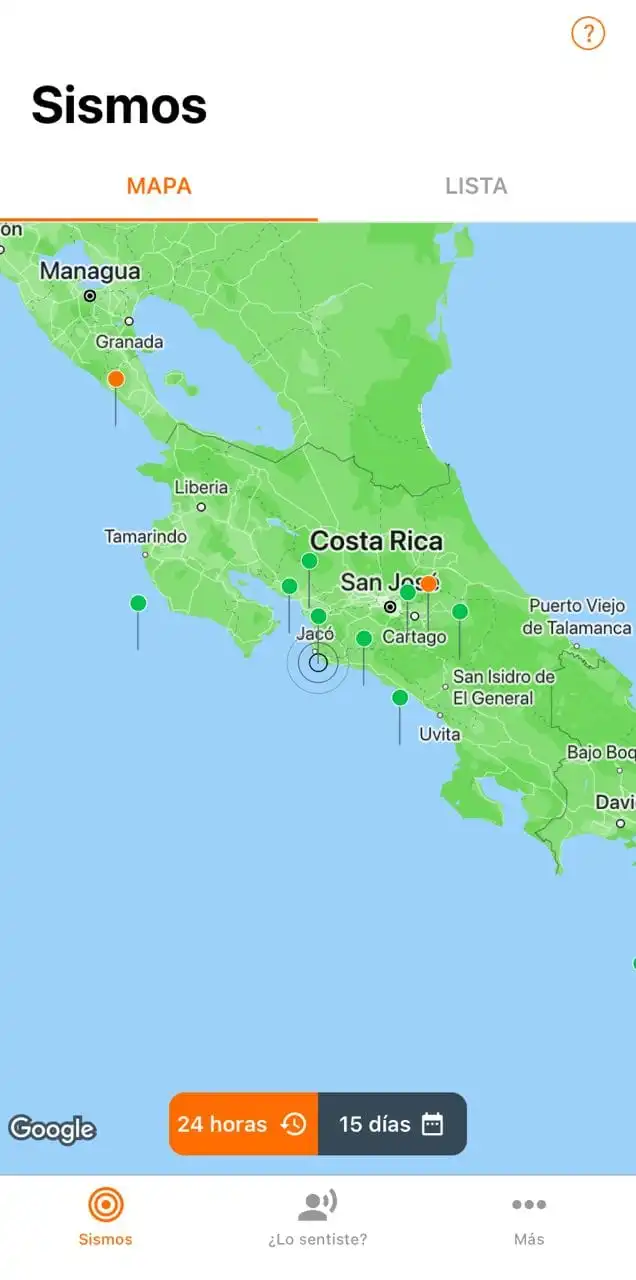 ?
Sismos
MAPA
LISTA
ón
Managua
Granada
Liberia
Tamarindo
Costa Rica
San José
Puerto Viejo
de Talamanca
Jacó
Cartago
San Isidro de
El General
Uvita
Bajo Boq
Davi
Google
24 horas
15 días
Sismos
¿Lo sentiste?
Más